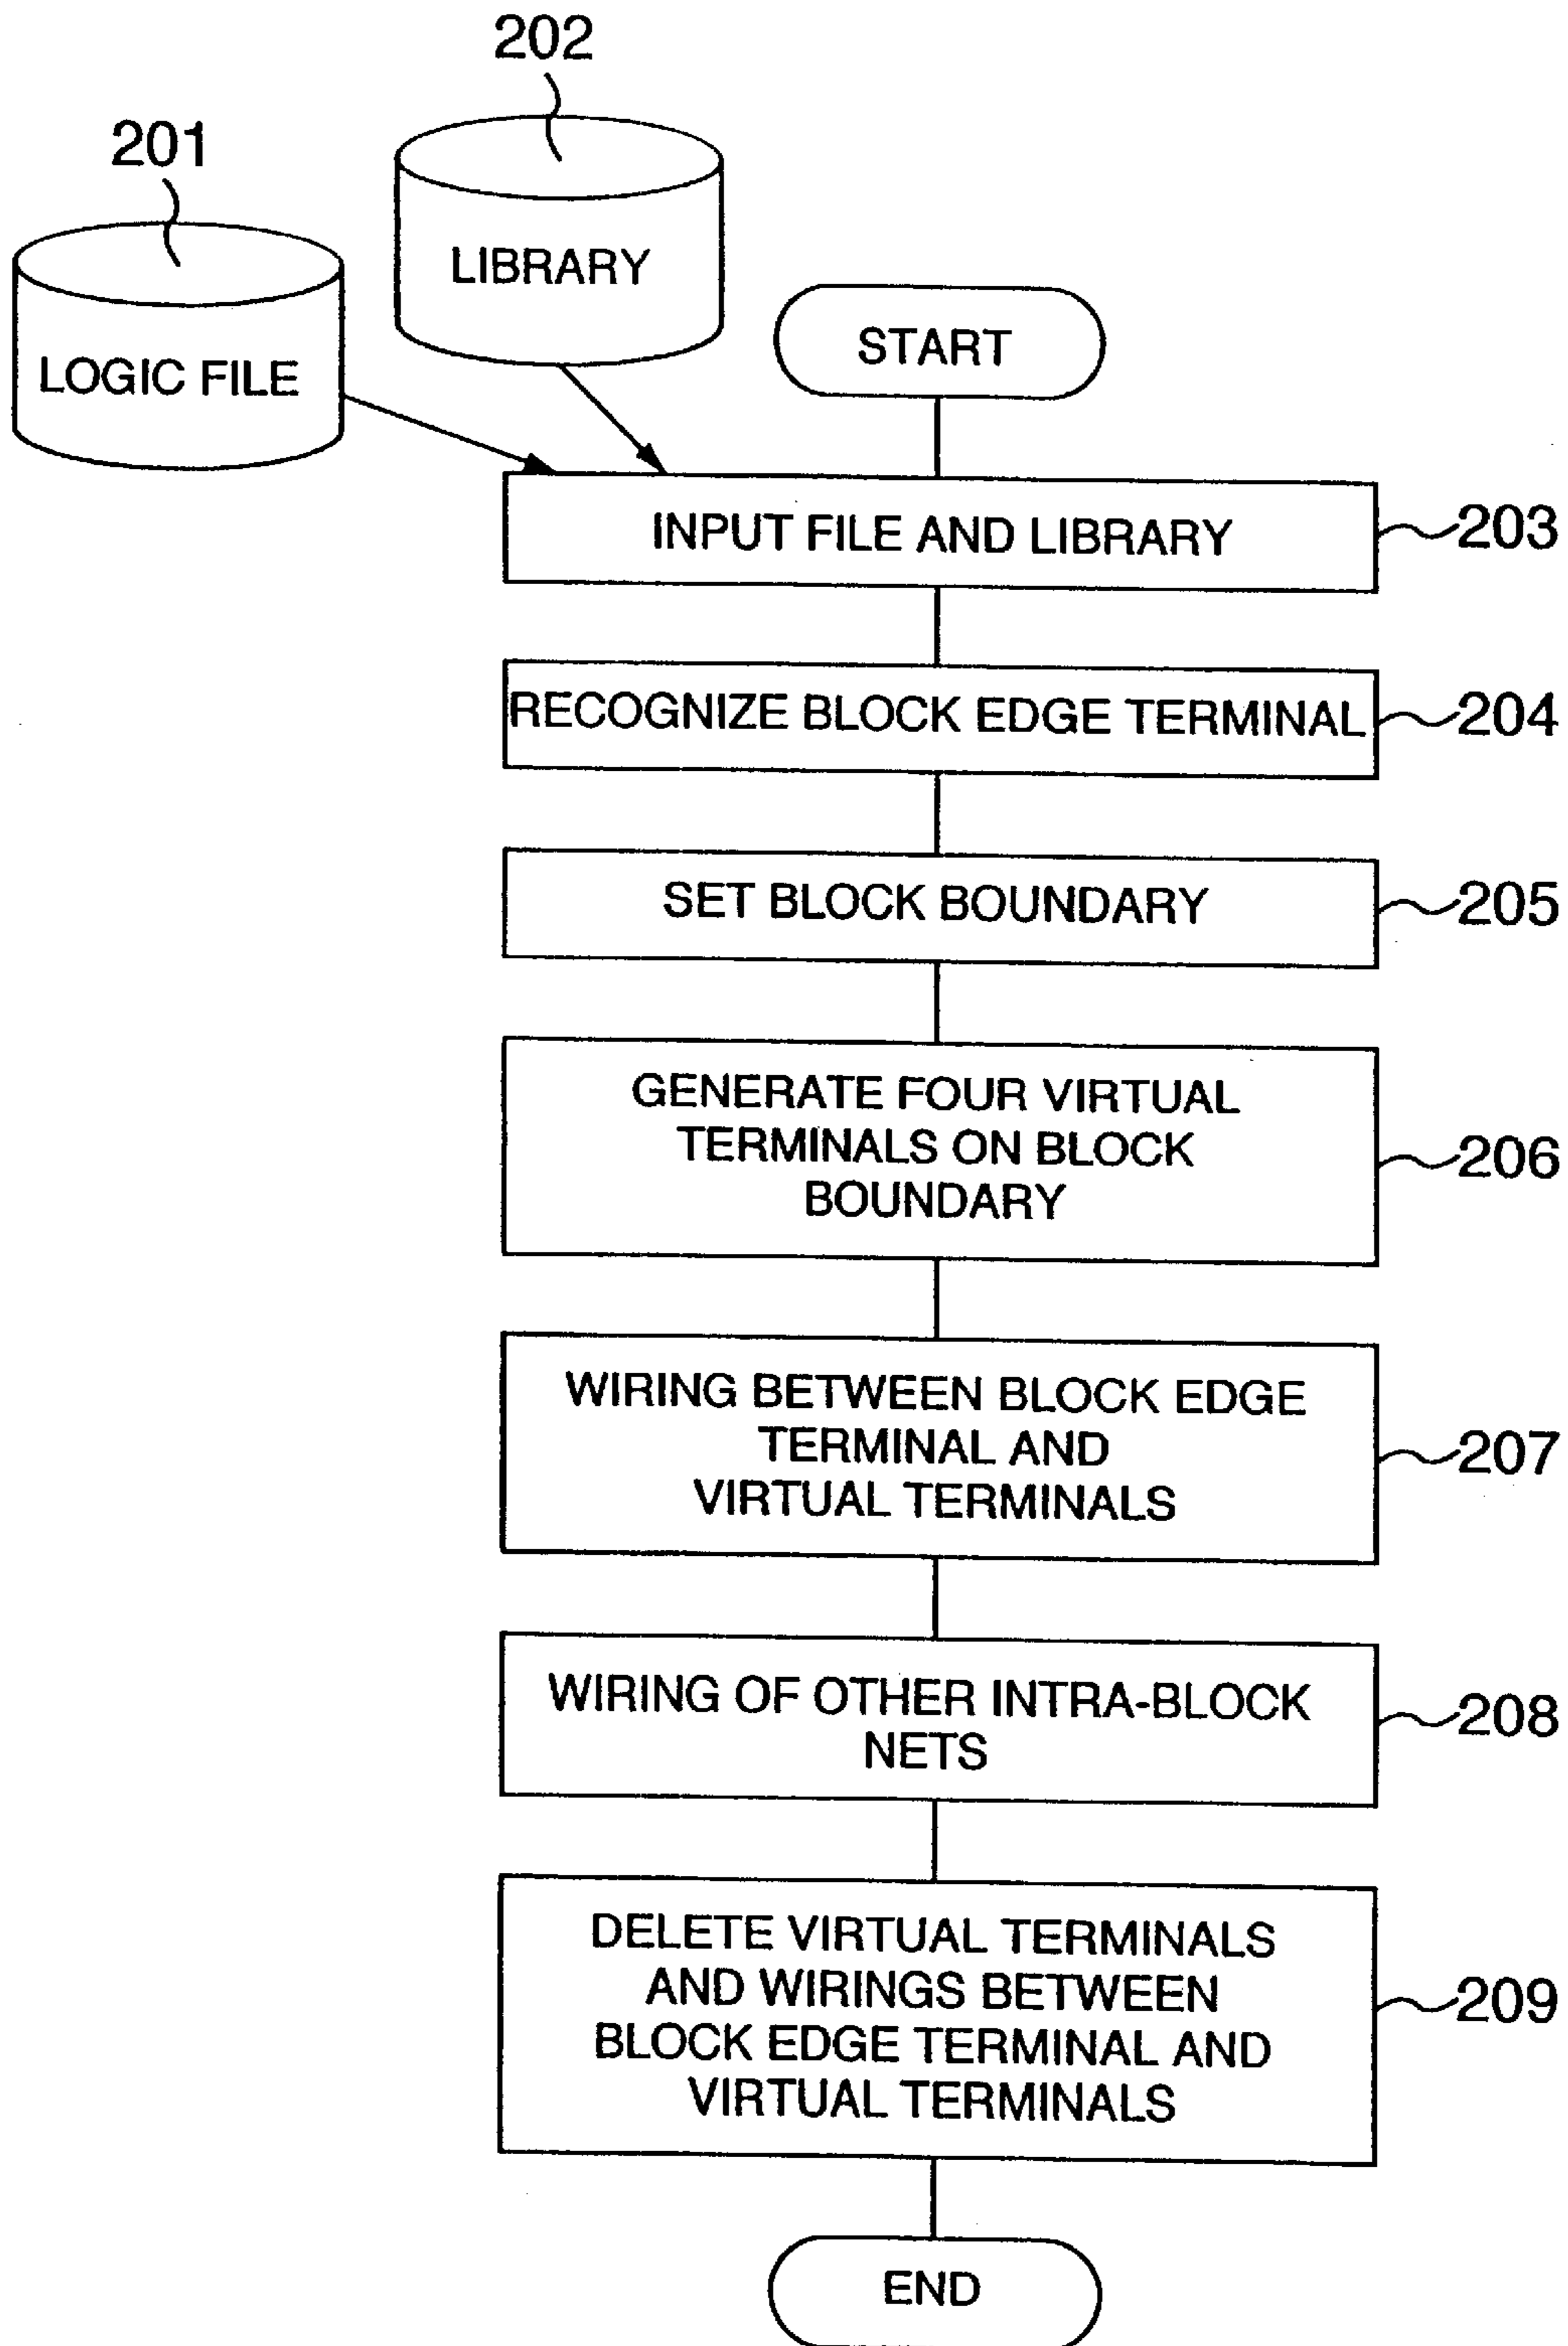 202
201
LIBRARY
LOGIC FILE
START
INPUT FILE AND LIBRARY
203
RECOGNIZE BLOCK EDGE TERMINAL
204
SET BLOCK BOUNDARY
205
GENERATE FOUR VIRTUAL
TERMINALS ON BLOCK
BOUNDARY
206
WIRING BETWEEN BLOCK EDGE
TERMINAL AND
VIRTUAL TERMINALS
207
WIRING OF OTHER INTRA-BLOCK
NETS
208
DELETE VIRTUAL TERMINALS
AND WIRINGS BETWEEN
BLOCK EDGE TERMINAL AND
VIRTUAL TERMINALS
209
END